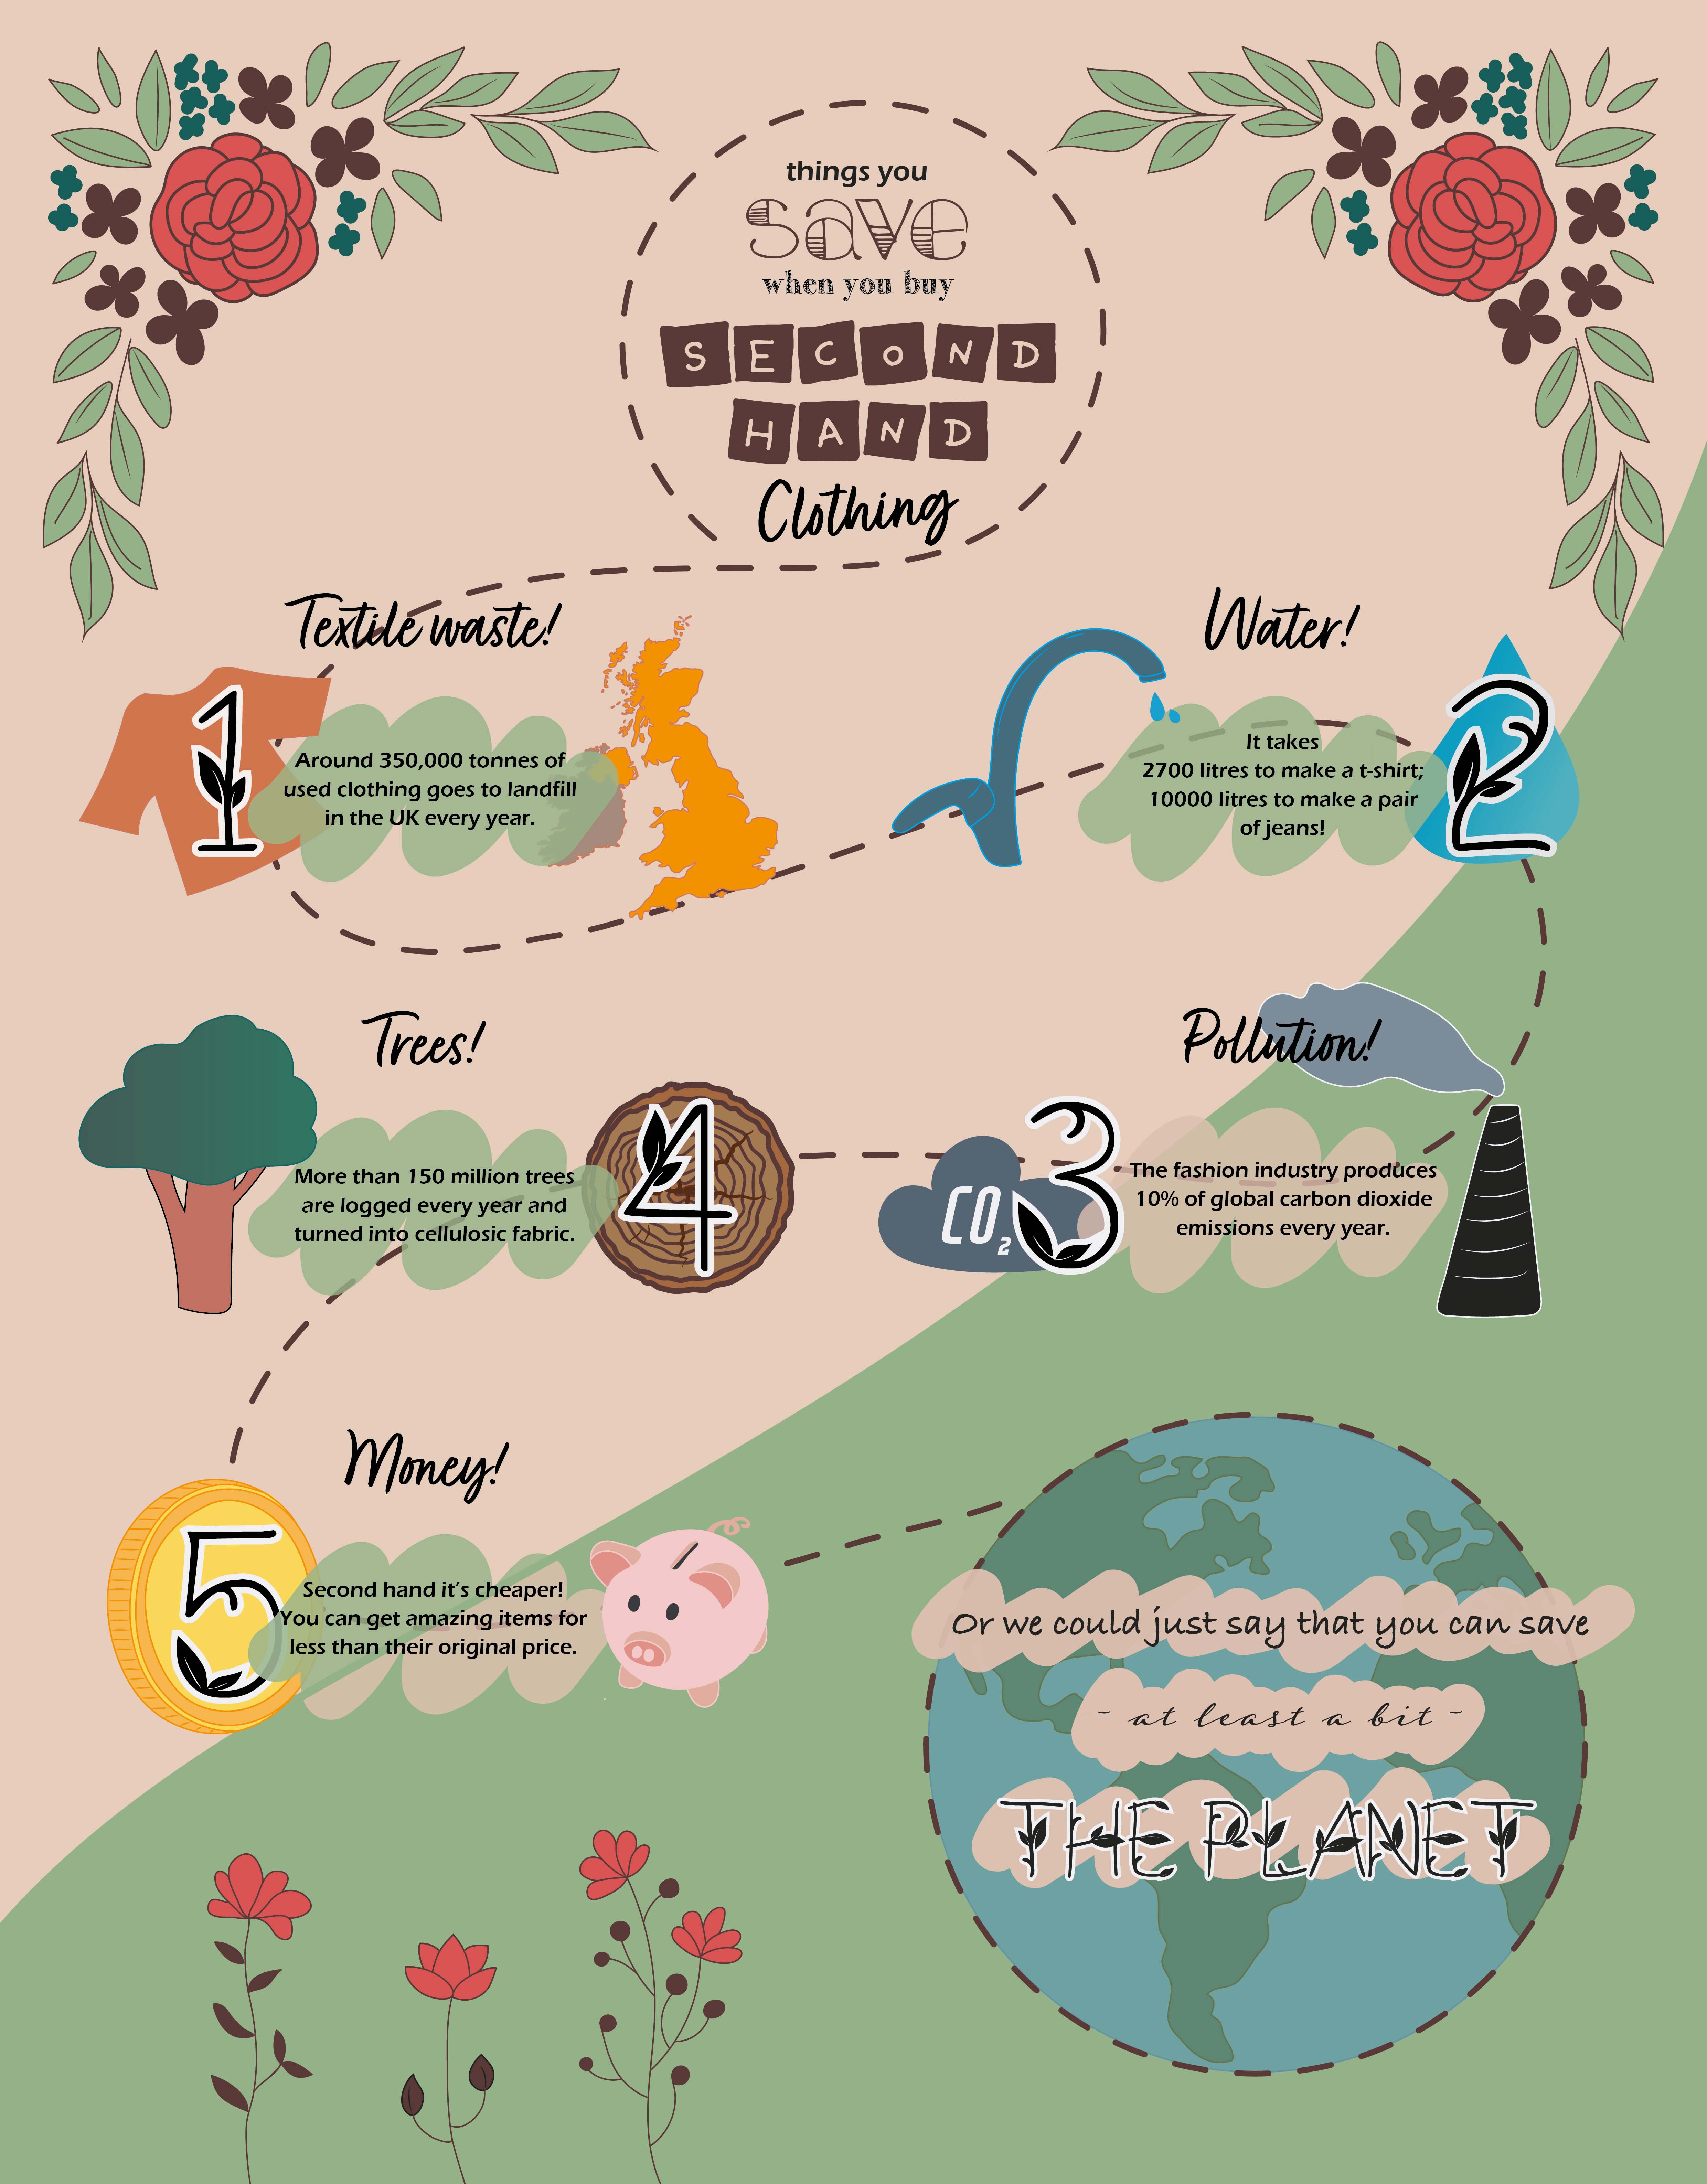 things you
save
when you buy
SECOND
HAND
Clothing
Textile waste!
1
Around 350,000 tonnes of
used clothing goes to landfill
in the UK every year.
Water!
2
It takes
2700 litres to make a t-shirt;
10000 litres to make a pair
of jeans!
Pollution!
CO₂
3
The fashion industry produces
10% of global carbon dioxide
emissions every year.
Trees!
4
More than 150 million trees
are logged every year and
turned into cellulosic fabric.
Money!
5
Second hand it's cheaper!
You can get amazing items for
less than their original price.
Or we could just say that you can save
-~ at least a bit ~
THE PLANET